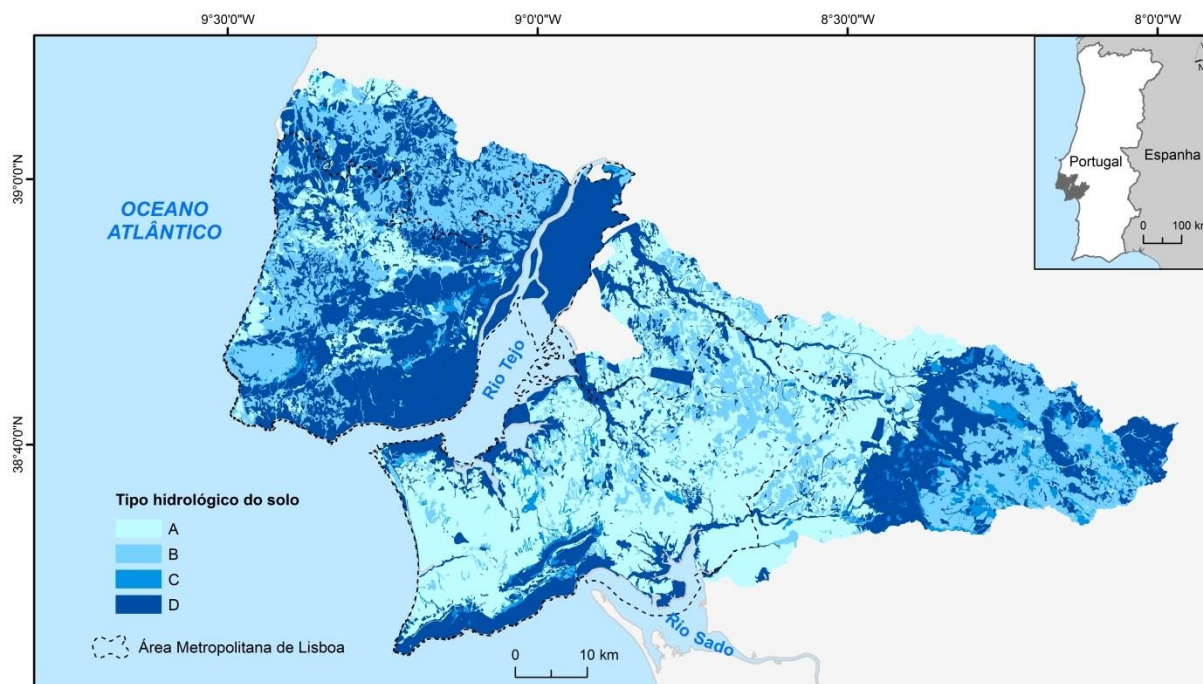 9°30'0"W
9°0'0"W
8°30'0"W
8°0'0"W
39°0'0"N
38°40'0"N
OCEANO
ATLÂNTICO
Rio Tejo
Rio Sado
Tipo hidrológico do solo
A
B
C
D
Área Metropolitana de Lisboa
0 10 km
N
Portugal
Espanha
0 100 km